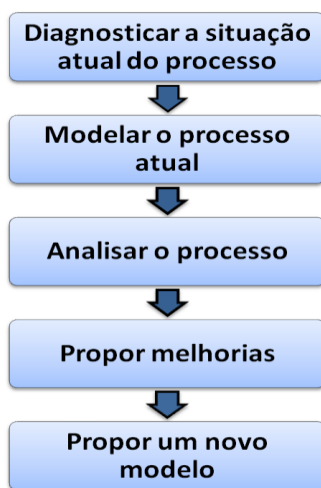 Diagnosticar a situação
atual do processo
Modelar o processo
atual
Analisar o processo
Propor melhorias
Propor um novo
modelo